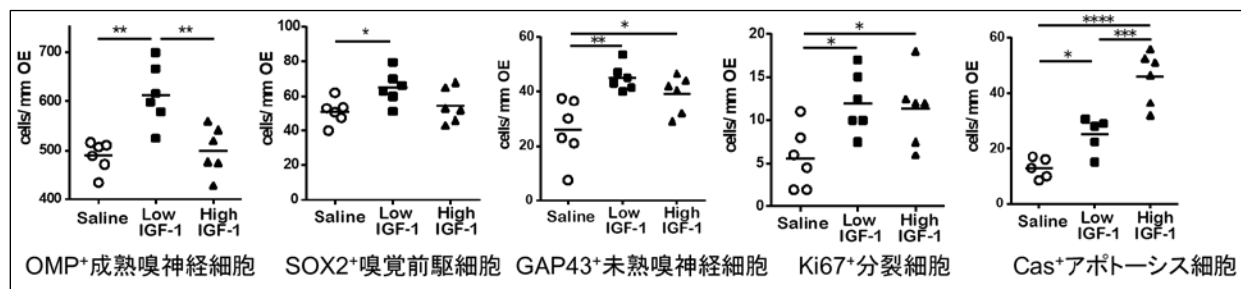 ** **
cells/ mm OE
700
600
500
400
Saline
Low
IGF-1
High
IGF-1
OMP+成熟嗅神経細胞
*
cells/ mm OE
100
80
60
40
20
0
Saline
Low
IGF-1
High
IGF-1
SOX2+嗅覚前駆細胞
*
**
cells/ mm OE
60
40
20
0
Saline
Low
IGF-1
High
IGF-1
GAP43+未熟嗅神経細胞
*
*
cells/ mm OE
20
15
10
5
0
Saline
Low
IGF-1
High
IGF-1
Ki67+分裂細胞
****
***
*
cells/ mm OE
60
40
20
0
Saline
Low
IGF-1
High
IGF-1
Cas+アポトーシス細胞